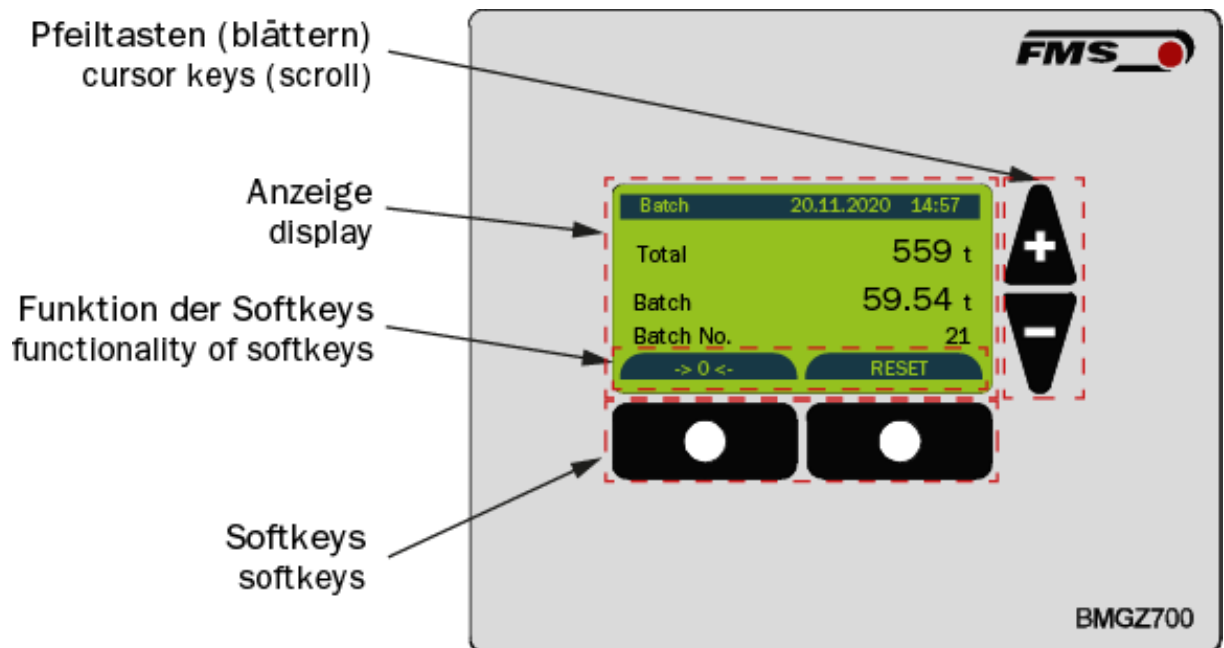 Pfeiltasten (blättern)
cursor keys (scroll)
FMS
Anzeige
display
Batch 20.11.2020 14:57
Total 559 t
Batch 59.54 t
Batch No. 21
-> 0 <- RESET
+
−
Funktion der Softkeys
functionality of softkeys
Softkeys
softkeys
BMGZ700